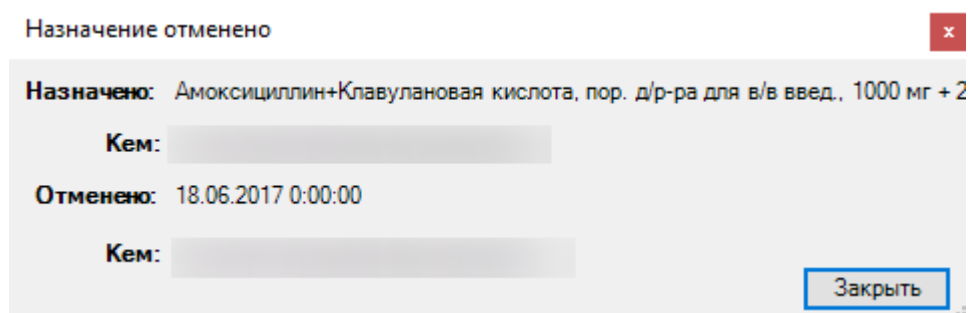 Назначение отменено
x
Назначено: Амоксициллин+Клавулановая кислота, пор. д/р-ра для в/в введ., 1000 мг + 2
Кем:
Отменено: 18.06.2017 0:00:00
Кем:
Закрыть